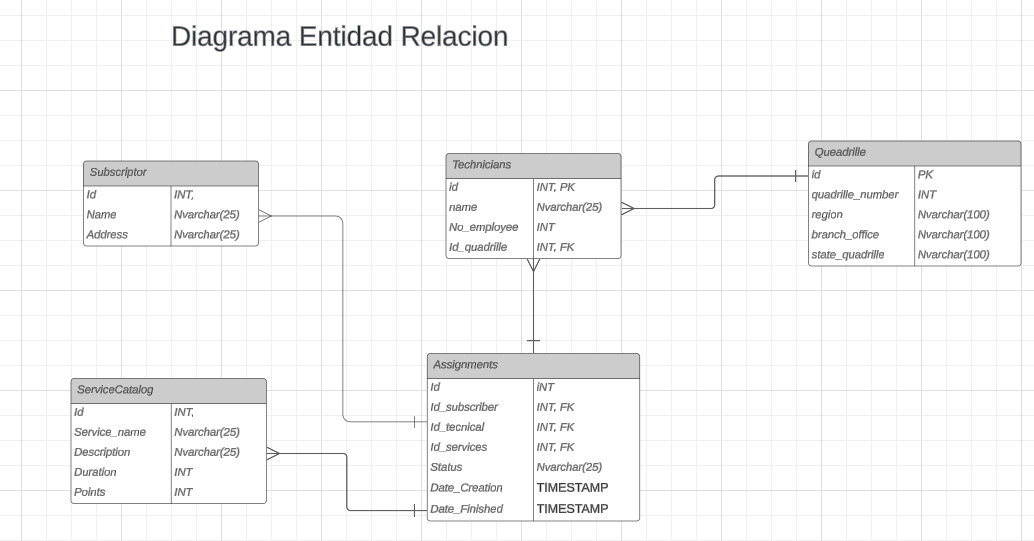 Diagrama Entidad Relacion
Subscriptor
Id INT,
Name Nvarchar(25)
Address Nvarchar(25)
Technicians
id INT, PK
name Nvarchar(25)
No_employee INT
Id_quadrille INT, FK
Queadrille
id PK
quadrille_number INT
region Nvarchar(100)
branch_office Nvarchar(100)
state_quadrille Nvarchar(100)
ServiceCatalog
Id INT,
Service_name Nvarchar(25)
Description Nvarchar(25)
Duration INT
Points INT
Assignments
Id iNT
Id_subscriber INT, FK
Id_tecnical INT, FK
Id_services INT, FK
Status Nvarchar(25)
Date_Creation TIMESTAMP
Date_Finished TIMESTAMP